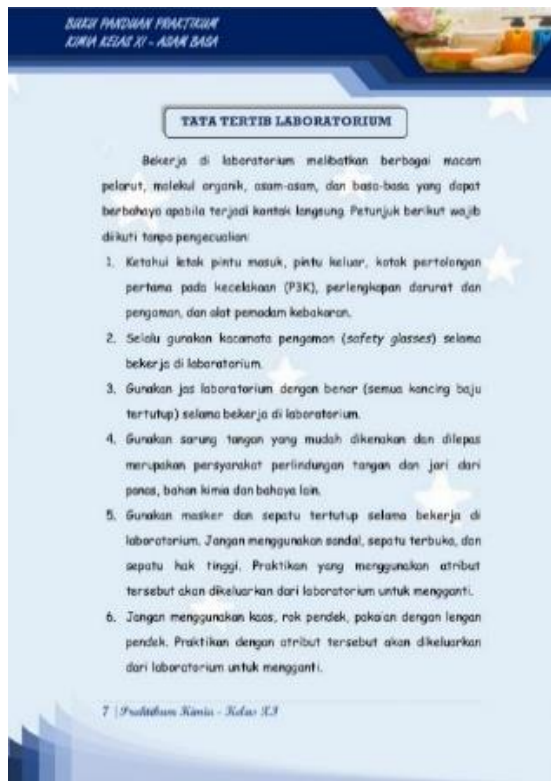 BUKU PANDUAN PRAKTIKUM
KIMIA KELAS XI - ASAM BASA
TATA TERTIB LABORATORIUM
Bekerja di laboratorium melibatkan berbagai macam
pelarut, molekul organik, asam-asam, dan basa-basa yang dapat
berbahaya apabila terjadi kontak langsung. Petunjuk berikut wajib
diikuti tanpa pengecualian:
1. Ketahui letak pintu masuk, pintu keluar, kotak pertolongan
pertama pada kecelakaan (P3K), perlengkapan darurat dan
pengaman, dan alat pemadam kebakaran.
2. Selalu gunakan kacamata pengaman (safety glasses) selama
bekerja di laboratorium.
3. Gunakan jas laboratorium dengan benar (semua kancing baju
tertutup) selama bekerja di laboratorium.
4. Gunakan sarung tangan yang mudah dikenakan dan dilepas
merupakan persyarakat perlindungan tangan dan jari dari
panas, bahan kimia dan bahaya lain.
5. Gunakan masker dan sepatu tertutup selama bekerja di
laboratorium. Jangan menggunakan sandal, sepatu terbuka, dan
sepatu hak tinggi. Praktikan yang menggunakan atribut
tersebut akan dikeluarkan dari laboratorium untuk mengganti.
6. Jangan menggunakan kaos, rok pendek, pakaian dengan lengan
pendek. Praktikan dengan atribut tersebut akan dikeluarkan
dari laboratorium untuk mengganti.
7 | Praktikum Kimia - Kelas XI